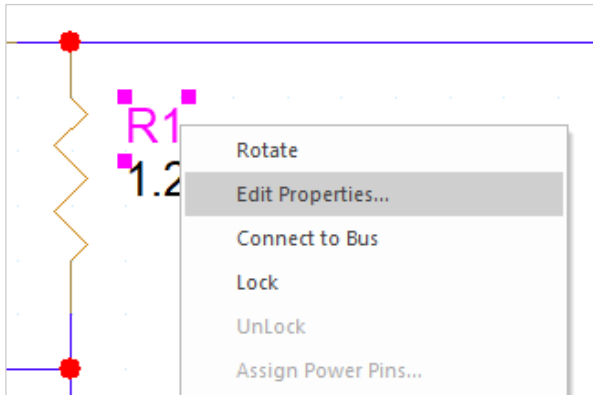 R1
1.2
Rotate
Edit Properties...
Connect to Bus
Lock
UnLock
Assign Power Pins...